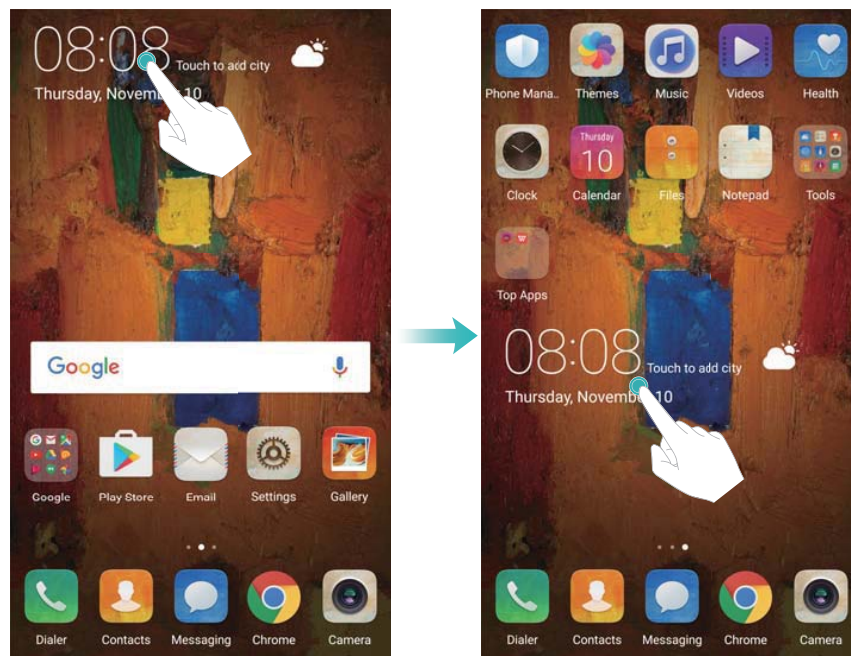 08:08 Touch to add city
Thursday, November 10
Google
Google Play Store Email Settings Gallery
Dialer Contacts Messaging Chrome Camera
Phone Mana.. Themes Music Videos Health
Thursday
10
Clock Calendar Files Notepad Tools
Top Apps
08:08 Touch to add city
Thursday, November 10
Dialer Contacts Messaging Chrome Camera